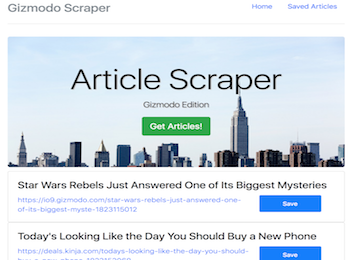 Gizmodo Scraper
Home
Saved Articles
Article Scraper
Gizmodo Edition
Get Articles!
Star Wars Rebels Just Answered One of Its Biggest Mysteries
https://io9.gizmodo.com/star-wars-rebels-just-answered-one-
of-its-biggest-myste-1823115012
Save
Today's Looking Like the Day You Should Buy a New Phone
https://deals.kinja.com/todays-looking-like-the-day-you-should-
Save